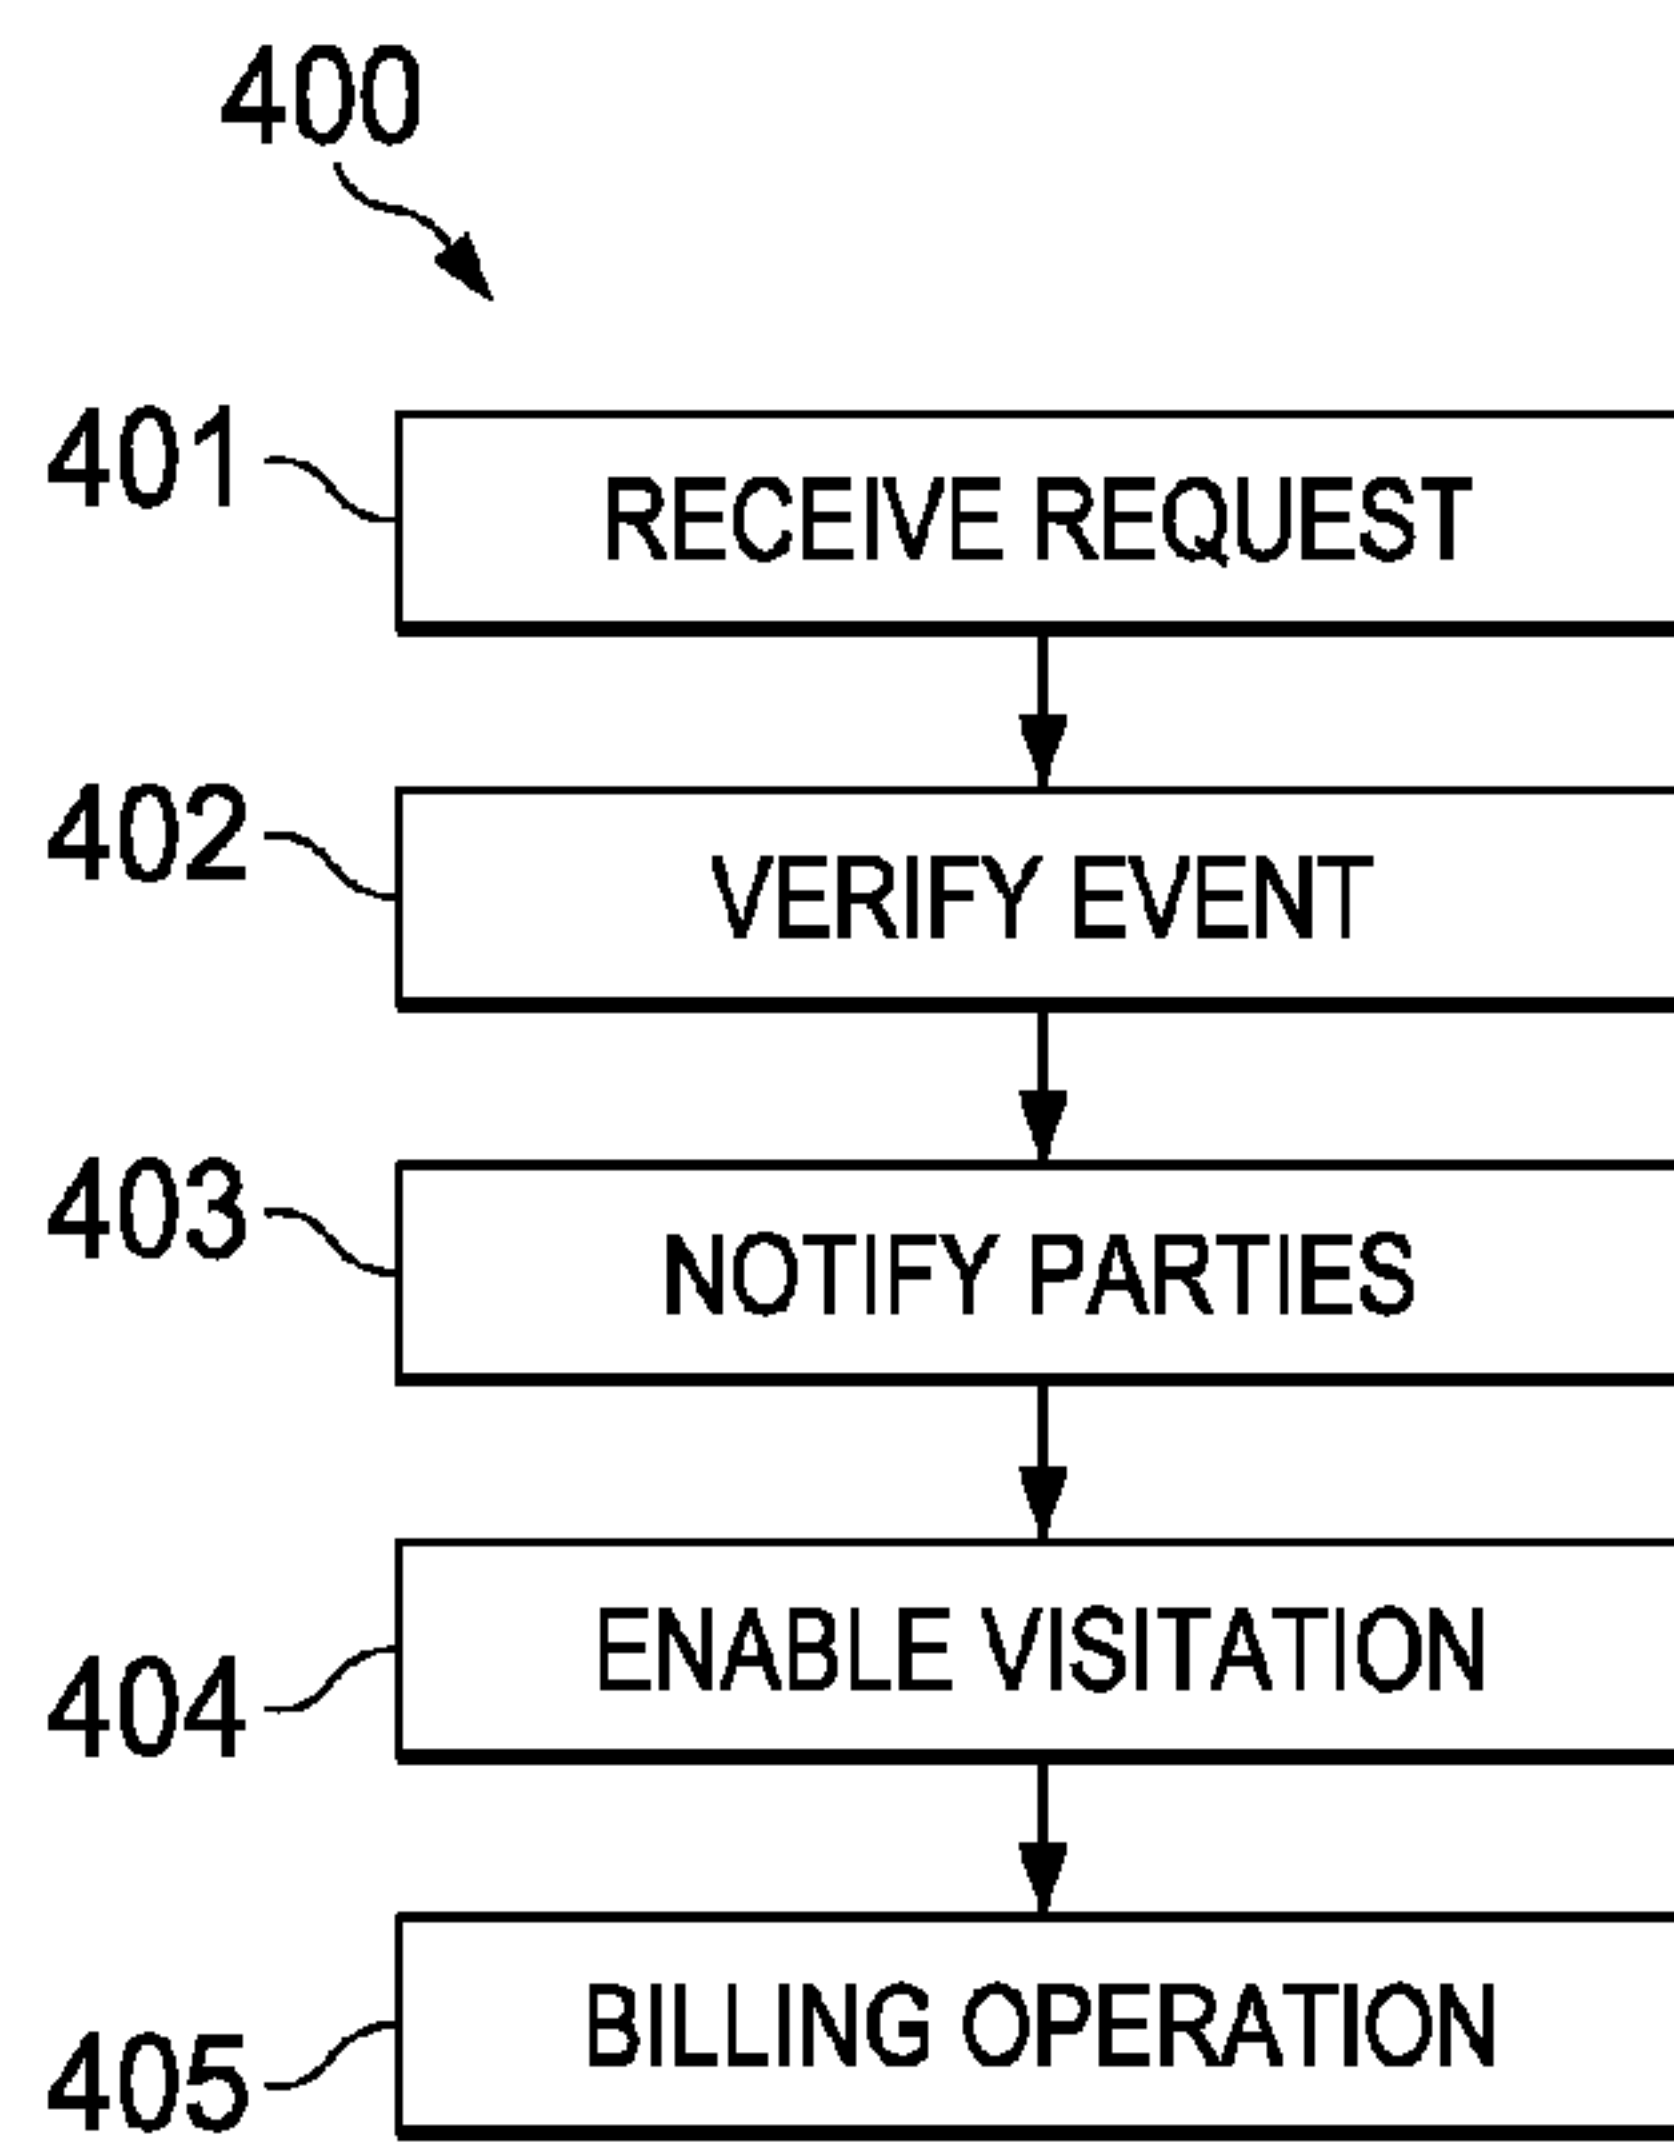 400
401
RECEIVE REQUEST
402
VERIFY EVENT
403
NOTIFY PARTIES
404
ENABLE VISITATION
405
BILLING OPERATION